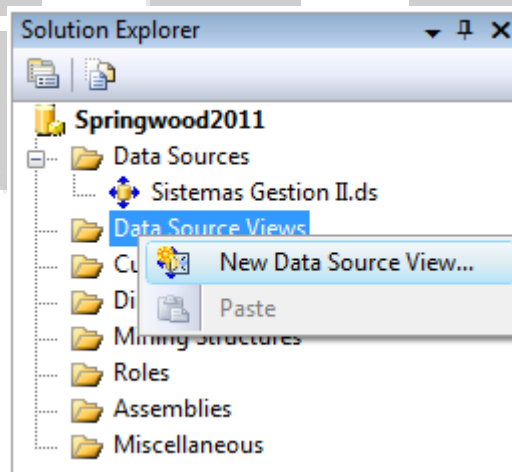 Solution Explorer
Springwood2011
Data Sources
Sistemas Gestion II.ds
Data Source Views
Cu
New Data Source View...
Di
Paste
Mining Structures
Roles
Assemblies
Miscellaneous